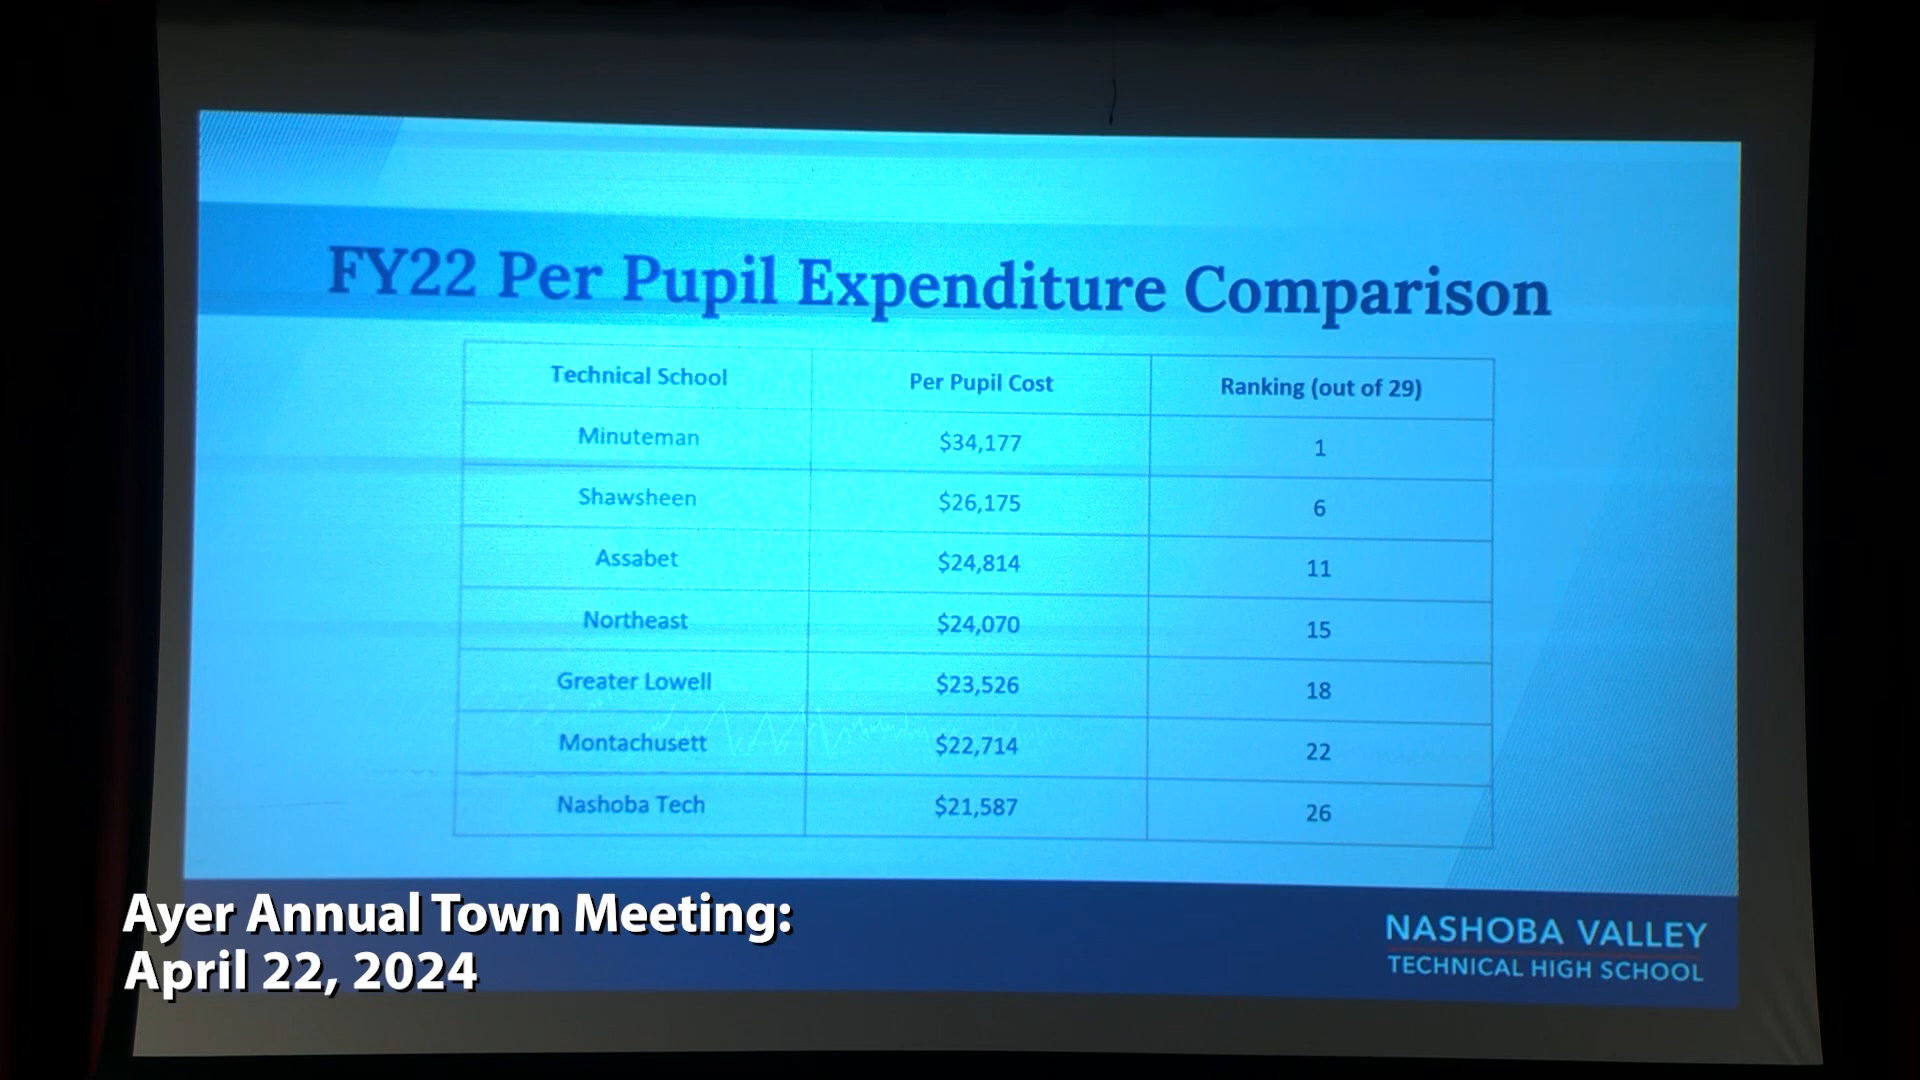 FY22 Per Pupil Expenditure Comparison
Technical School Per Pupil Cost Ranking (out of 29)
Minuteman $34,177 1
Shawsheen $26,175 6
Assabet $24,814 11
Northeast $24,070 15
Greater Lowell $23,526 18
Montachusett $22,714 22
Nashoba Tech $21,587 26
Ayer Annual Town Meeting:
April 22, 2024
NASHOBA VALLEY
TECHNICAL HIGH SCHOOL